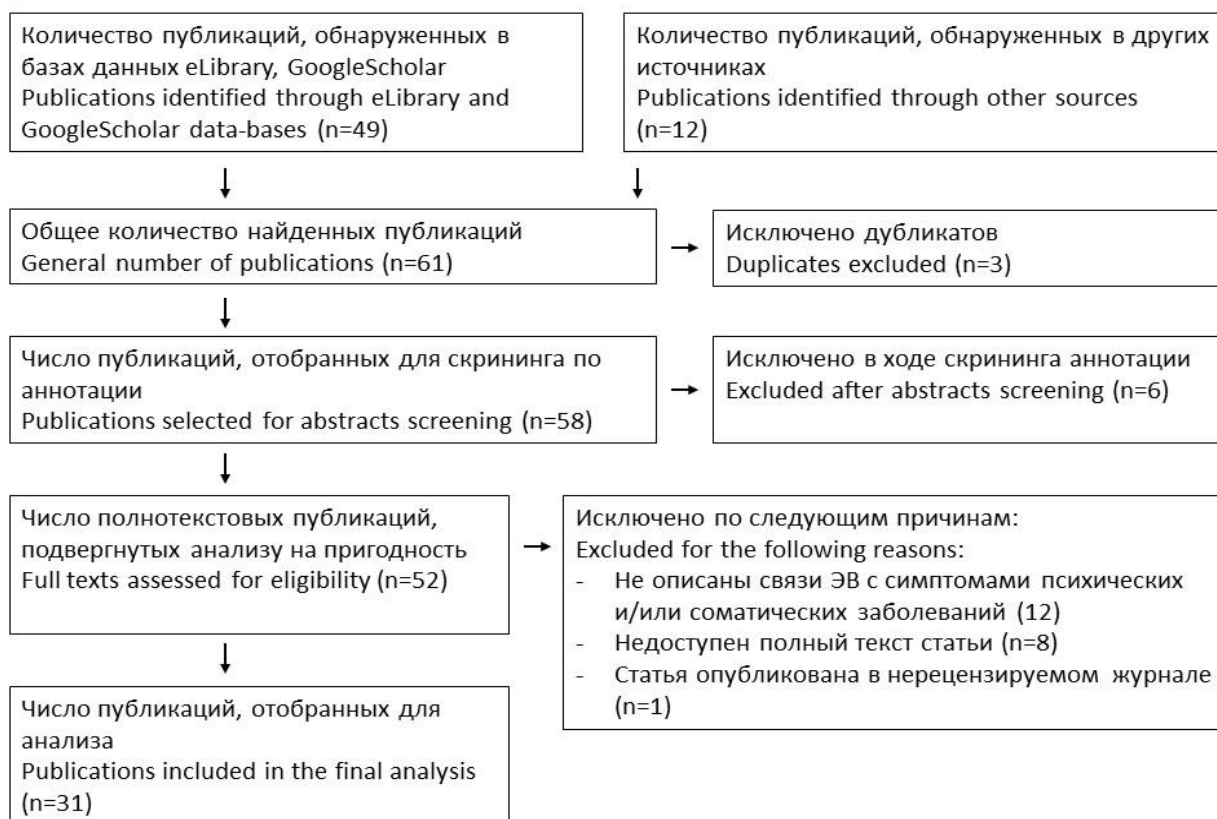 Количество публикаций, обнаруженных в
базах данных eLibrary, GoogleScholar
Publications identified through eLibrary and
GoogleScholar data-bases (n=49)
Количество публикаций, обнаруженных в других
источниках
Publications identified through other sources
(n=12)
Общее количество найденных публикаций
General number of publications (n=61)
Исключено дубликатов
Duplicates excluded (n=3)
Число публикаций, отобранных для скрининга по
аннотации
Publications selected for abstracts screening (n=58)
Исключено в ходе скрининга аннотации
Excluded after abstracts screening (n=6)
Число полнотекстовых публикаций,
подвергнутых анализу на пригодность
Full texts assessed for eligibility (n=52)
Исключено по следующим причинам:
Excluded for the following reasons:
- Не описаны связи ЭВ с симптомами психических
и/или соматических заболеваний (12)
- Недоступен полный текст статьи (n=8)
- Статья опубликована в нерецензируемом журнале
(n=1)
Число публикаций, отобранных для
анализа
Publications included in the final analysis
(n=31)